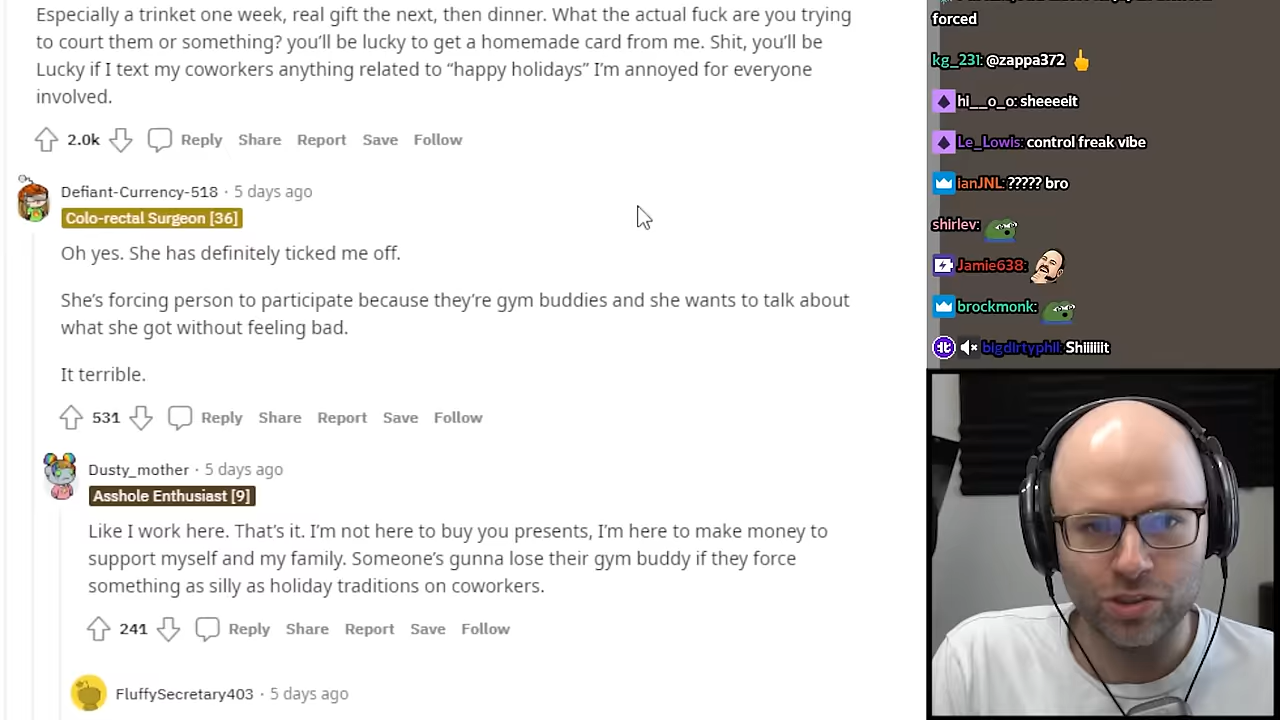 Especially a trinket one week, real gift the next, then dinner. What the actual fuck are you trying
to court them or something? you’ll be lucky to get a homemade card from me. Shit, you’ll be
Lucky if I text my coworkers anything related to “happy holidays” I’m annoyed for everyone
involved.
2.0k Reply Share Report Save Follow
Defiant-Currency-518 · 5 days ago
Colo-rectal Surgeon [36]
Oh yes. She has definitely ticked me off.
She’s forcing person to participate because they’re gym buddies and she wants to talk about
what she got without feeling bad.
It terrible.
531 Reply Share Report Save Follow
Dusty_mother · 5 days ago
Asshole Enthusiast [9]
Like I work here. That’s it. I’m not here to buy you presents, I’m here to make money to
support myself and my family. Someone’s gunna lose their gym buddy if they force
something as silly as holiday traditions on coworkers.
241 Reply Share Report Save Follow
FluffySecretary403 · 5 days ago
forced
kg_231: @zappa372
hi__o_o: sheeeeit
Le_Lowis: control freak vibe
ianJNL: ????? bro
shirlev:
Jamie638:
brockmonk:
Shiiiiiit